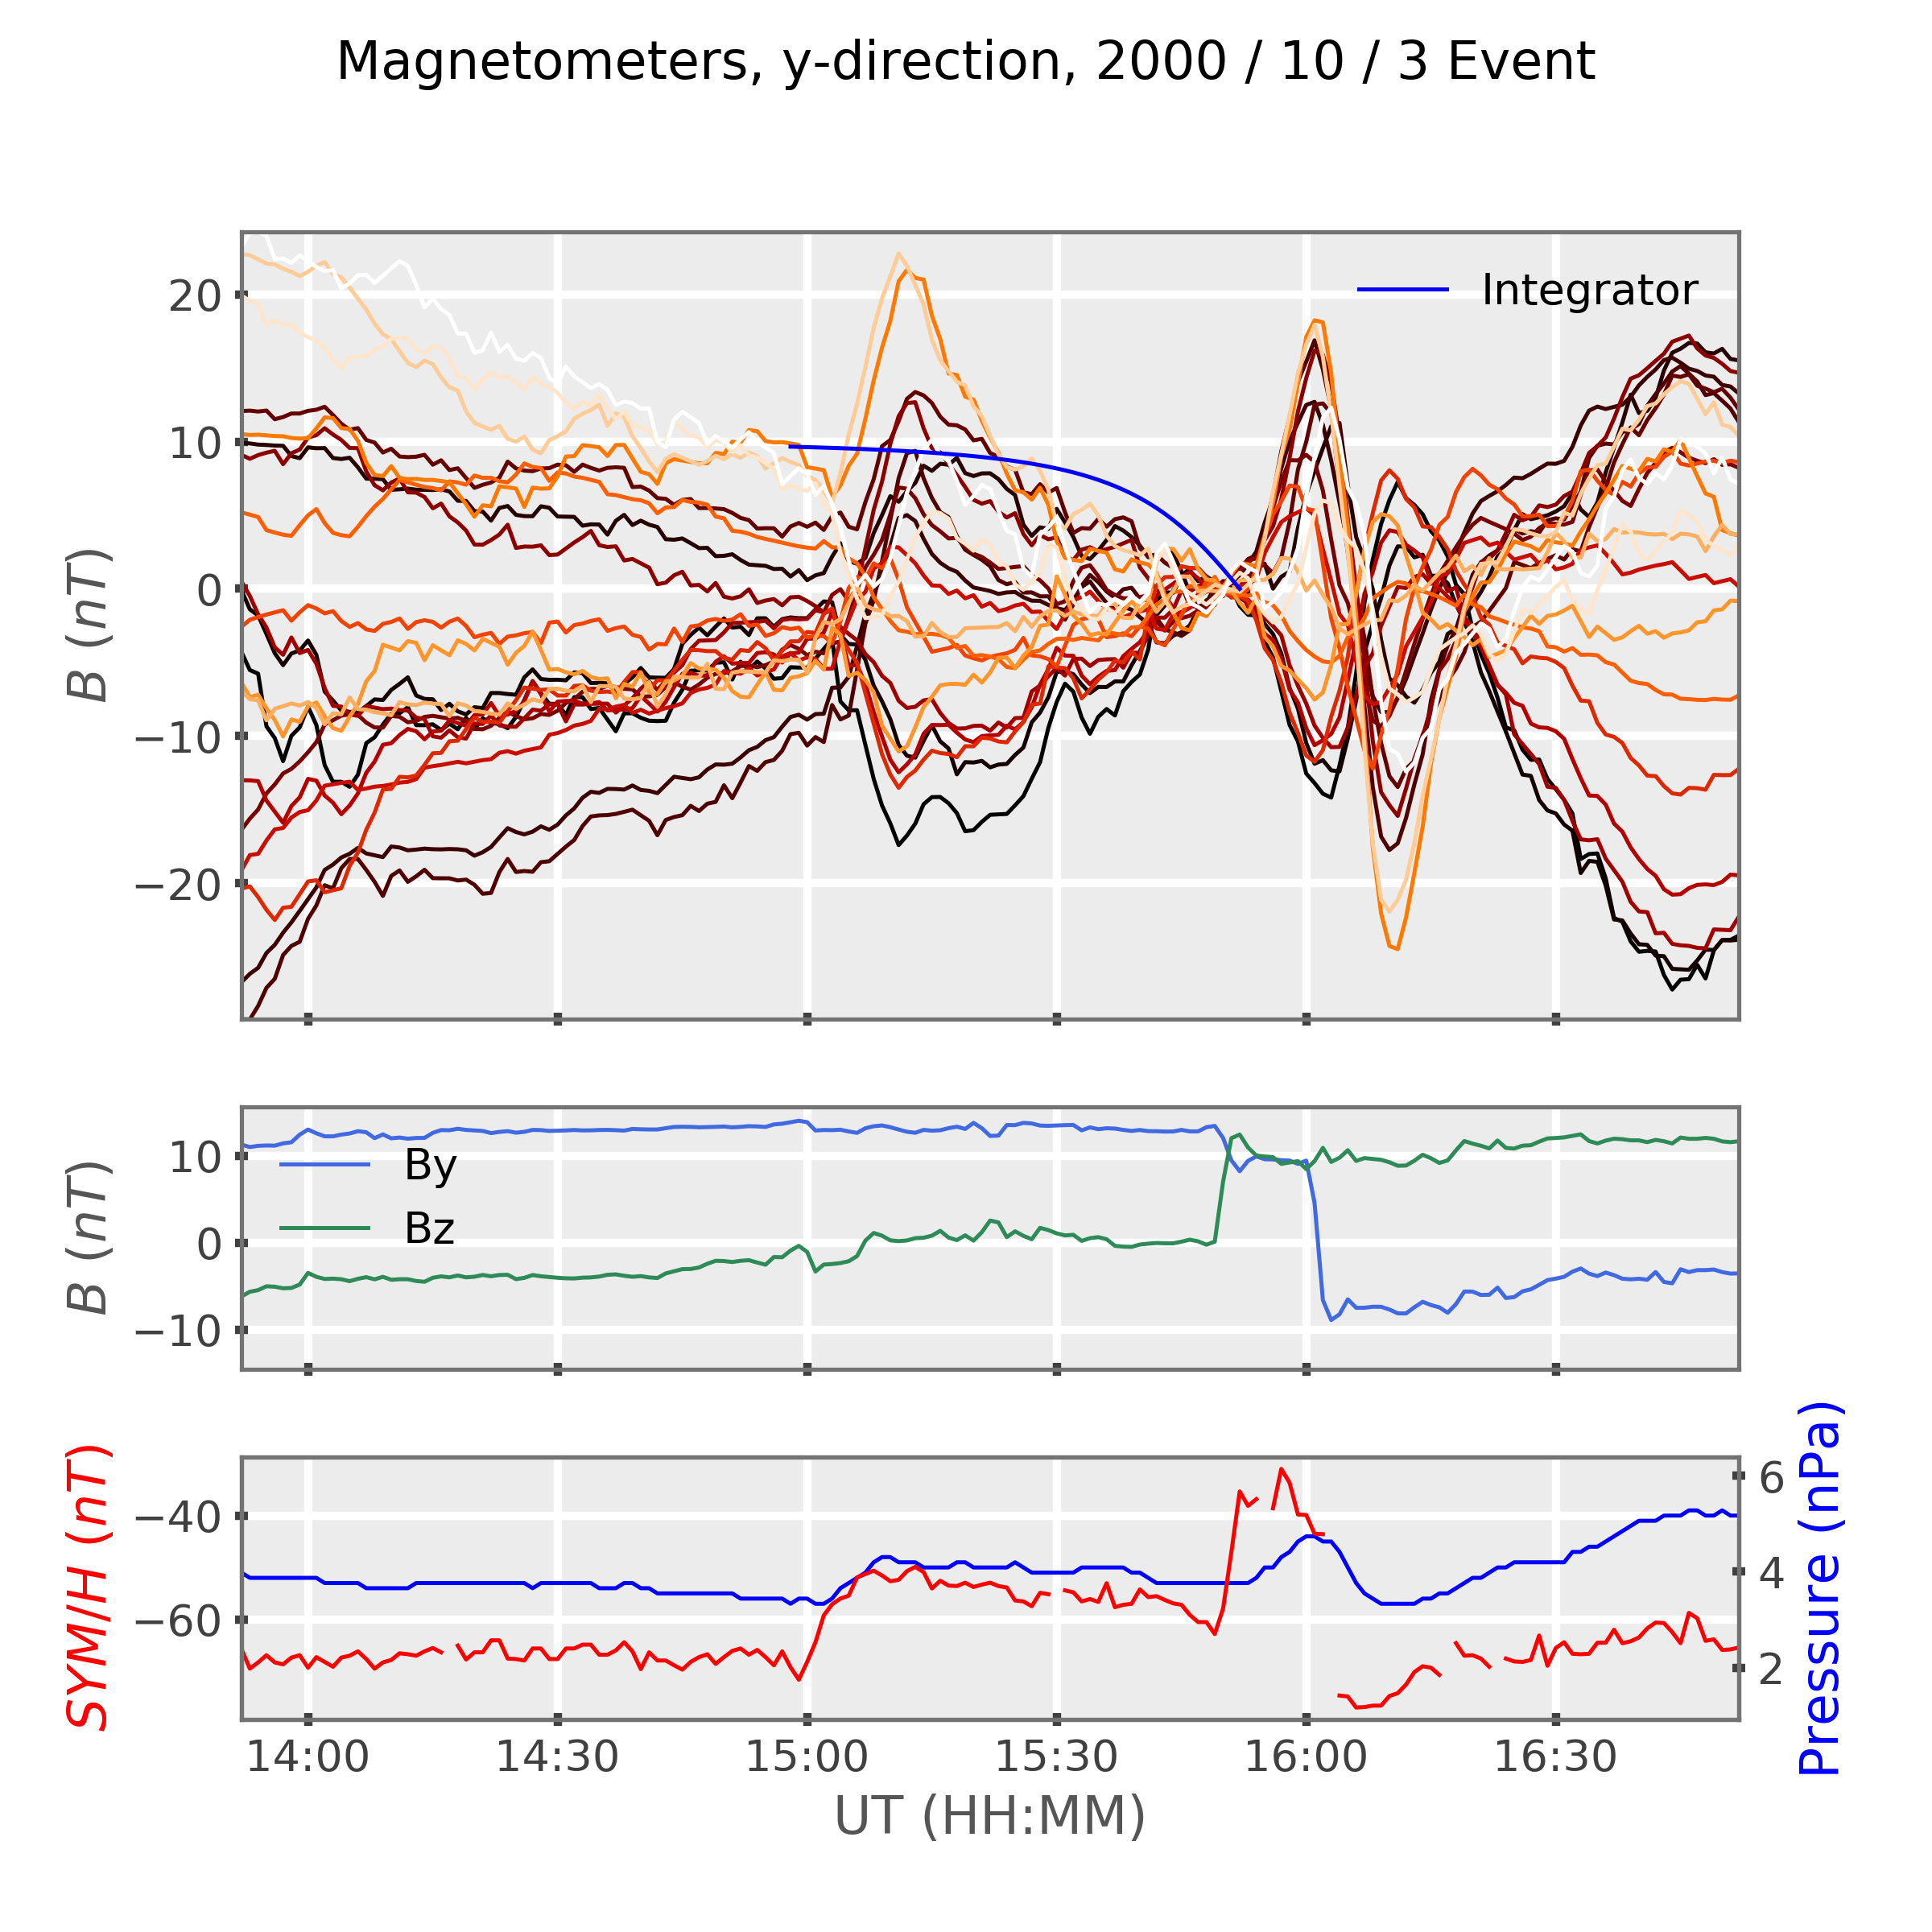 Magnetometers, y-direction, 2000 / 10 / 3 Event
B (nT)
20
10
0
−10
−20
Integrator
B (nT)
10
0
−10
By
Bz
SYM/H (nT)
−40
−60
6
4
2
Pressure (nPa)
14:00 14:30 15:00 15:30 16:00 16:30
UT (HH:MM)